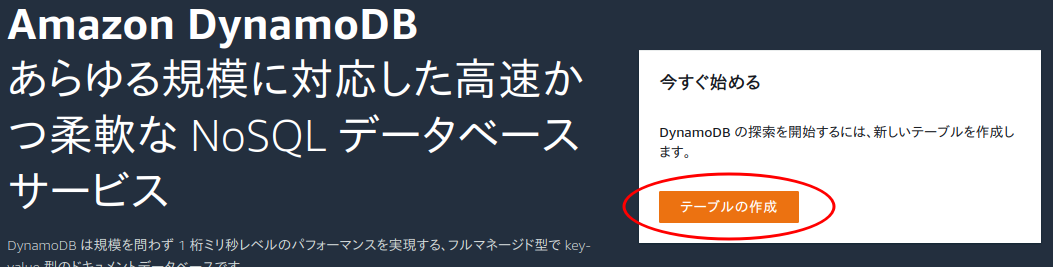 Amazon DynamoDB
あらゆる規模に対応した高速か
つ柔軟な NoSQL データベース
サービス
DynamoDB は規模を問わず 1 桁ミリ秒レベルのパフォーマンスを実現する、フルマネージド型で key-
value 型のドキュメントデータベースです。
今すぐ始める
DynamoDB の探索を開始するには、新しいテーブルを作成し
ます。
テーブルの作成